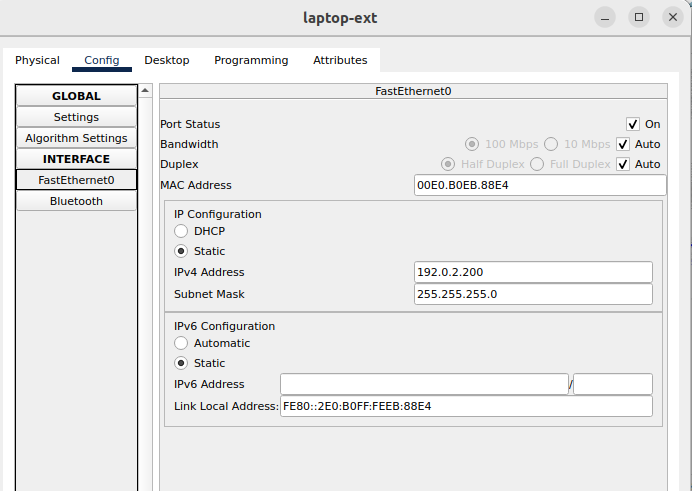 laptop-ext
Physical Config Desktop Programming Attributes
GLOBAL
Settings
Algorithm Settings
INTERFACE
FastEthernet0
Bluetooth
FastEthernet0
Port Status On
Bandwidth 100 Mbps 10 Mbps Auto
Duplex Half Duplex Full Duplex Auto
MAC Address 00E0.B0EB.88E4
IP Configuration
DHCP
Static
IPv4 Address 192.0.2.200
Subnet Mask 255.255.255.0
IPv6 Configuration
Automatic
Static
IPv6 Address /
Link Local Address: FE80::2E0:B0FF:FEEB:88E4